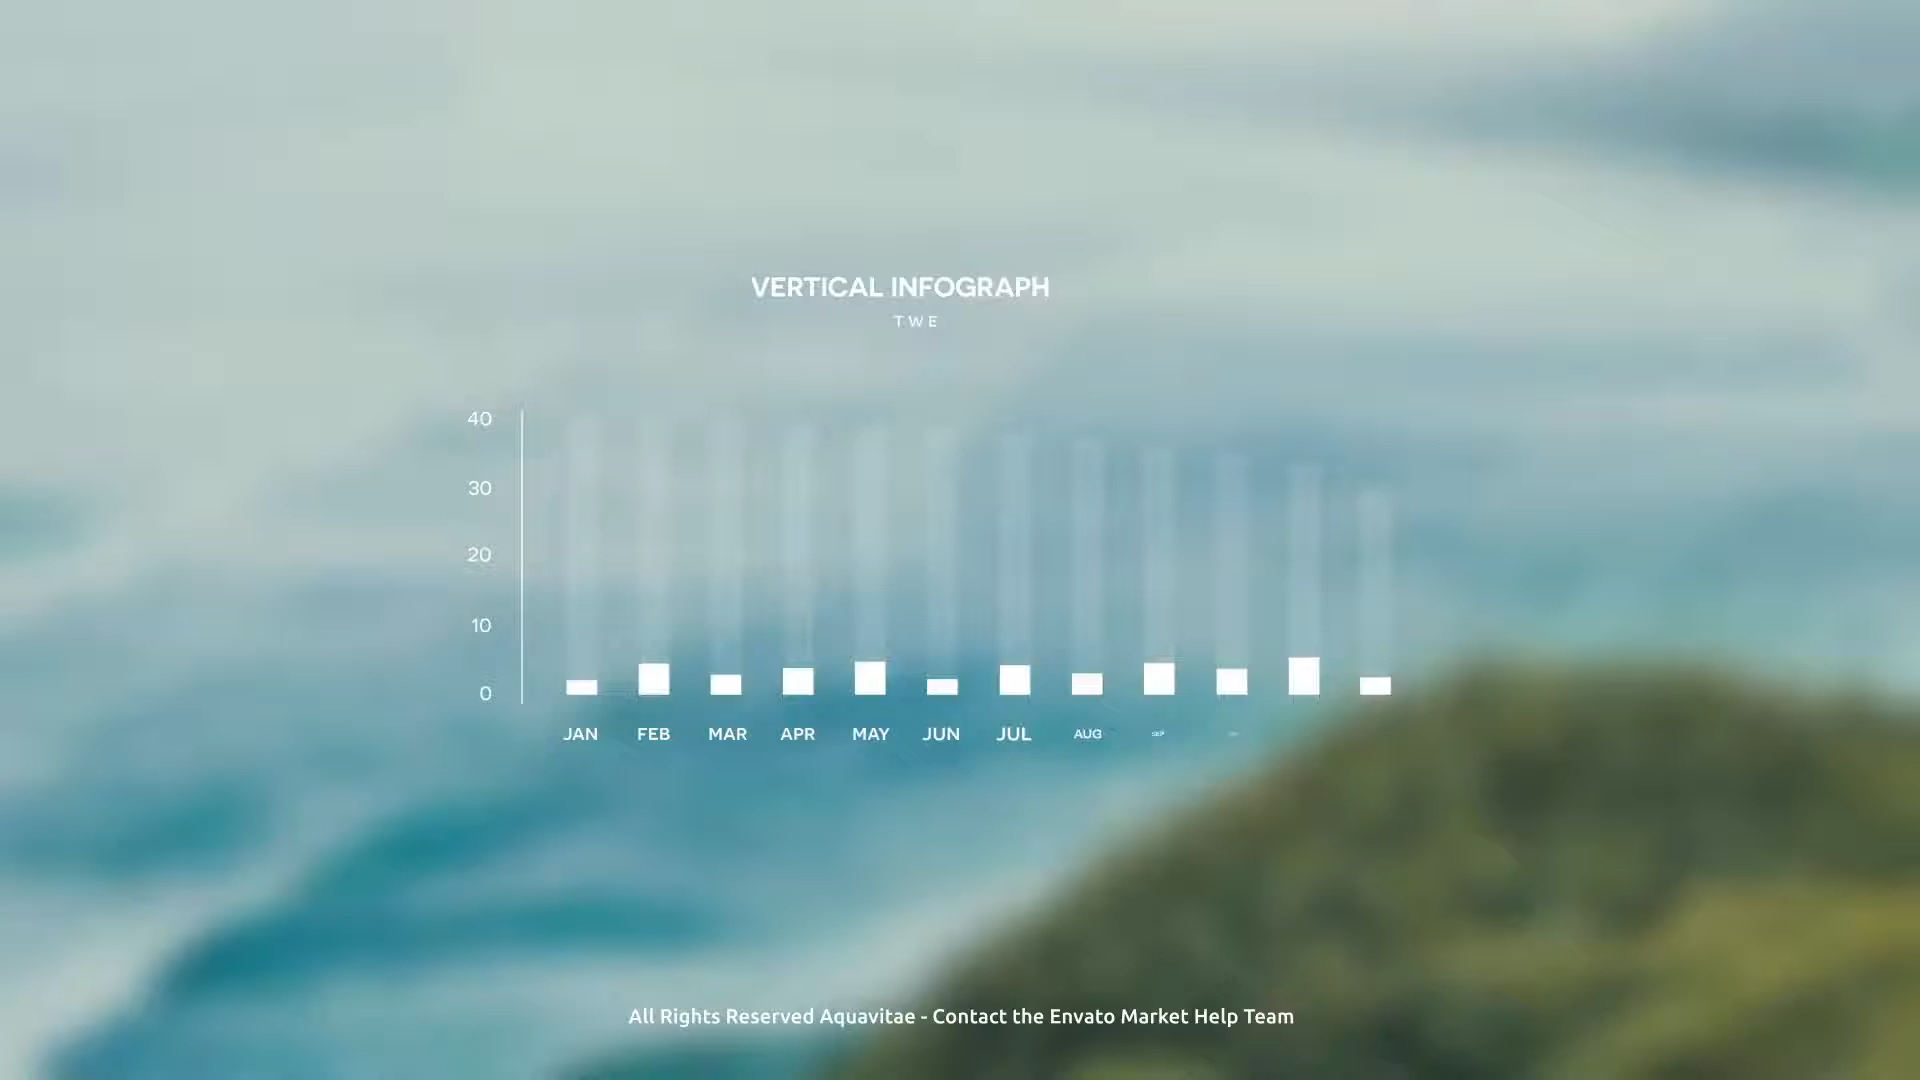 VERTICAL INFOGRAPH
TWE
40
30
20
10
0
JAN FEB MAR APR MAY JUN JUL AUG SEP
All Rights Reserved Aquavitae - Contact the Envato Market Help Team